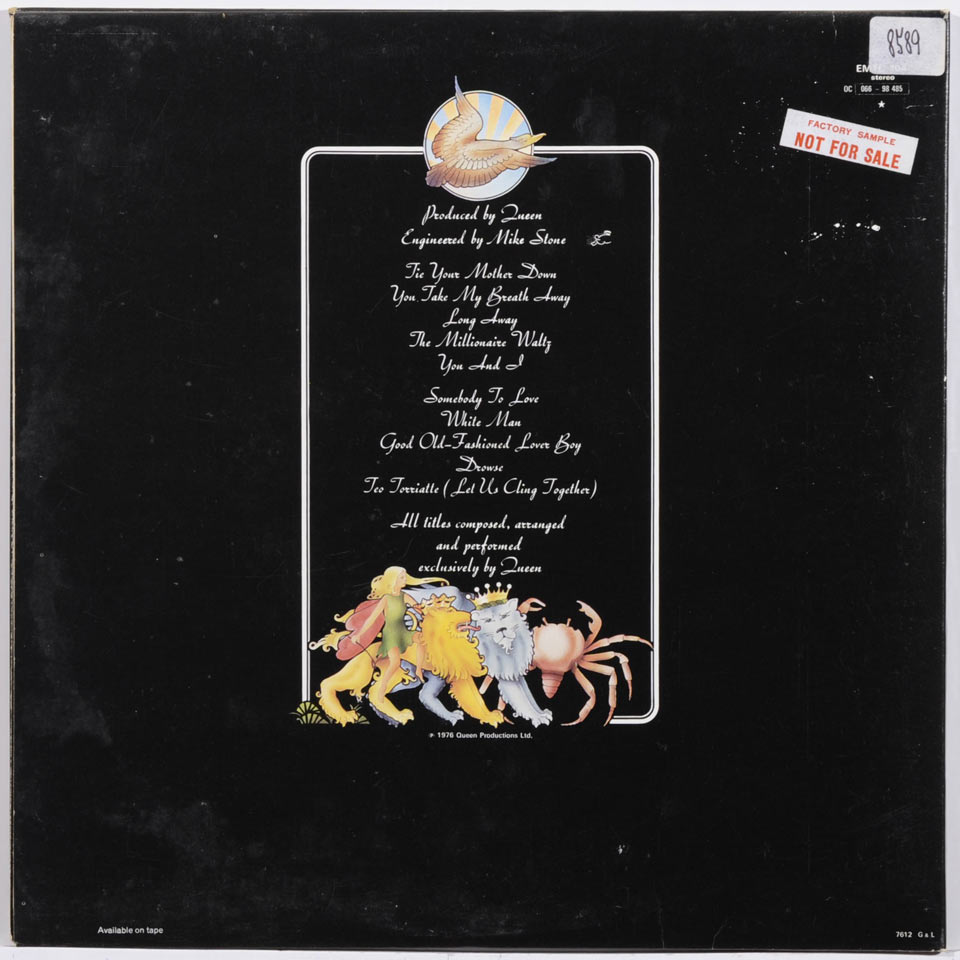 8589
stereo
OC 066 - 98 485
FACTORY SAMPLE
NOT FOR SALE
Produced by Queen
Engineered by Mike Stone
Tie Your Mother Down
You Take My Breath Away
Long Away
The Millionaire Waltz
You And I
Somebody To Love
White Man
Good Old-Fashioned Lover Boy
Drowse
Teo Torriatte (Let Us Cling Together)
All titles composed, arranged
and performed
exclusively by Queen
℗ 1976 Queen Productions Ltd.
Available on tape
7612 G & L